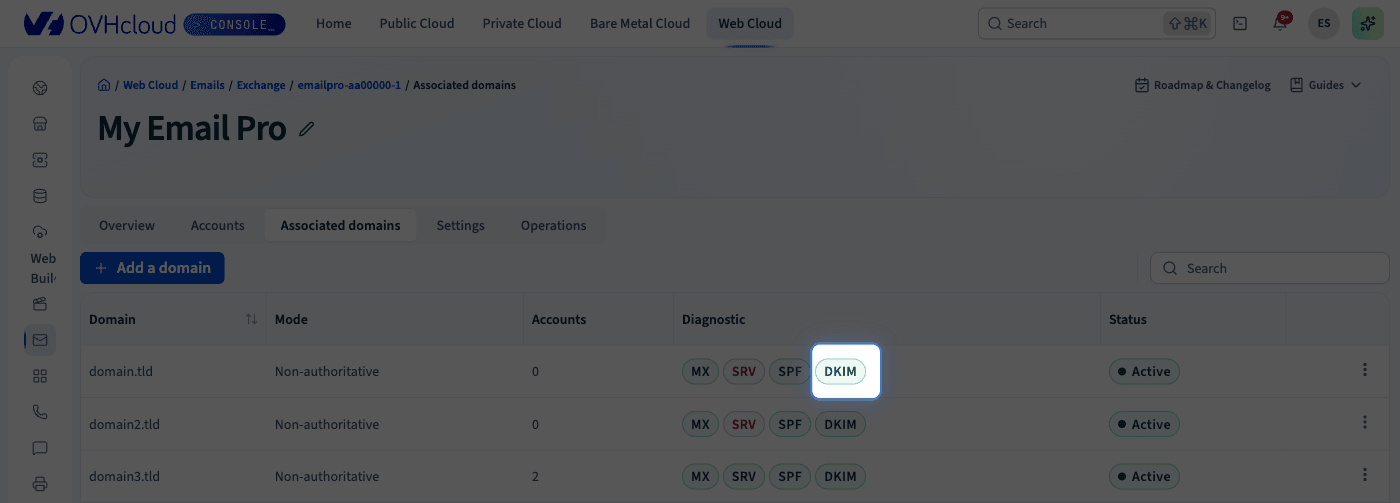 OVHcloud CONSOLE_ Home Public Cloud Private Cloud Bare Metal Cloud Web Cloud Search ⇧⌘K 9+ ES
/ Web Cloud / Emails / Exchange / emailpro-aa00000-1 / Associated domains Roadmap & Changelog Guides
My Email Pro
Overview Accounts Associated domains Settings Operations
Web
Buil
+ Add a domain Search
Domain Mode Accounts Diagnostic Status
domain.tld Non-authoritative 0 MX SRV SPF DKIM Active
domain2.tld Non-authoritative 0 MX SRV SPF DKIM Active
domain3.tld Non-authoritative 2 MX SRV SPF DKIM Active